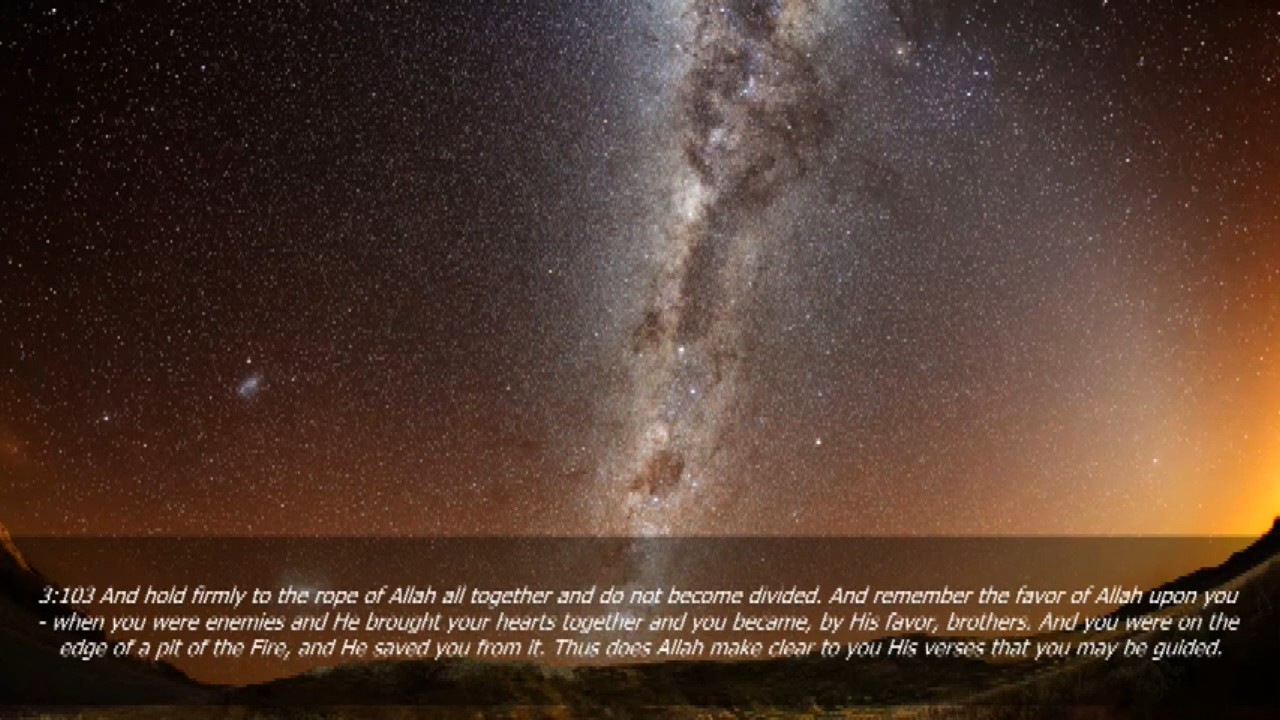 3:103 And hold firmly to the rope of Allah all together and do not become divided. And remember the favor of Allah upon you
- when you were enemies and He brought your hearts together and you became, by His favor, brothers. And you were on the
edge of a pit of the Fire, and He saved you from it. Thus does Allah make clear to you His verses that you may be guided.